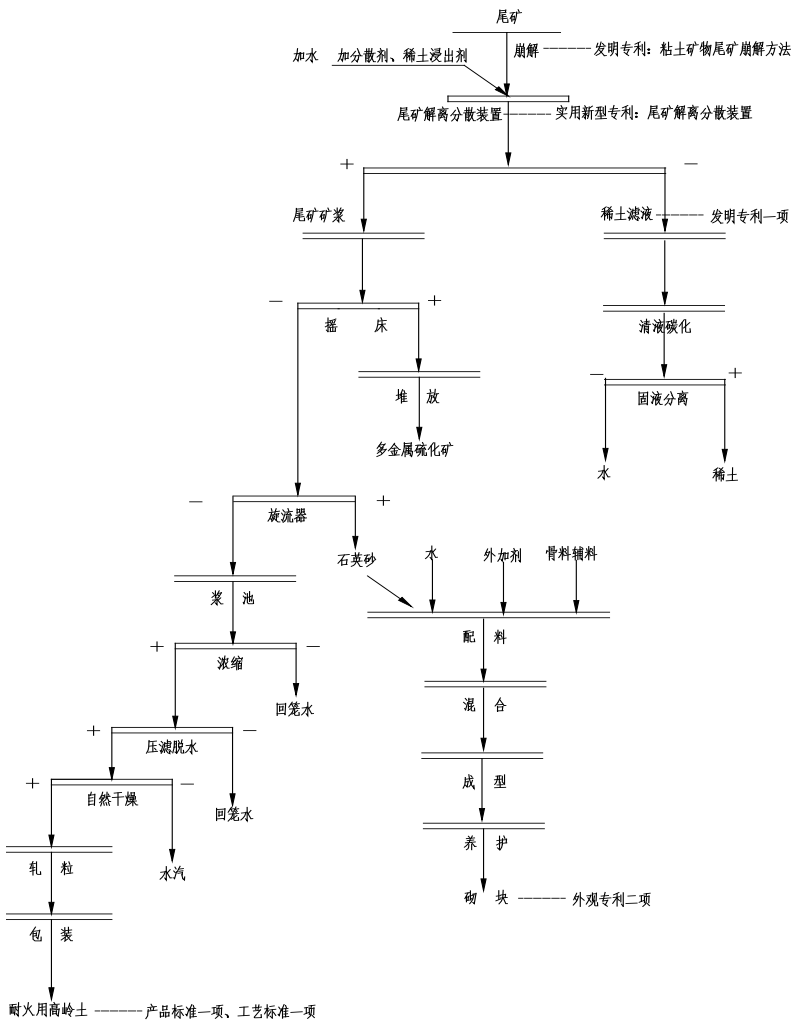 尾矿
加水 加分散剂、稀土浸出剂 崩解 发明专利：粘土矿物尾矿崩解方法
尾矿解离分散装置 实用新型专利：尾矿解离分散装置
+ −
尾矿矿浆 稀土滤液 发明专利一项
− +
摇 床 清液碳化
− +
堆 放 固液分离
多金属硫化矿 水 稀土
− +
旋流器
石英砂 水 外加剂 骨料辅料
浆 池
配 料
+ −
浓缩
回笼水 混 合
+ −
压滤脱水
+ −
自然干燥 成 型
回笼水
养 护
轧 粒 水汽
砌 块 外观专利二项
包 装
耐火用高岭土 产品标准一项、工艺标准一项